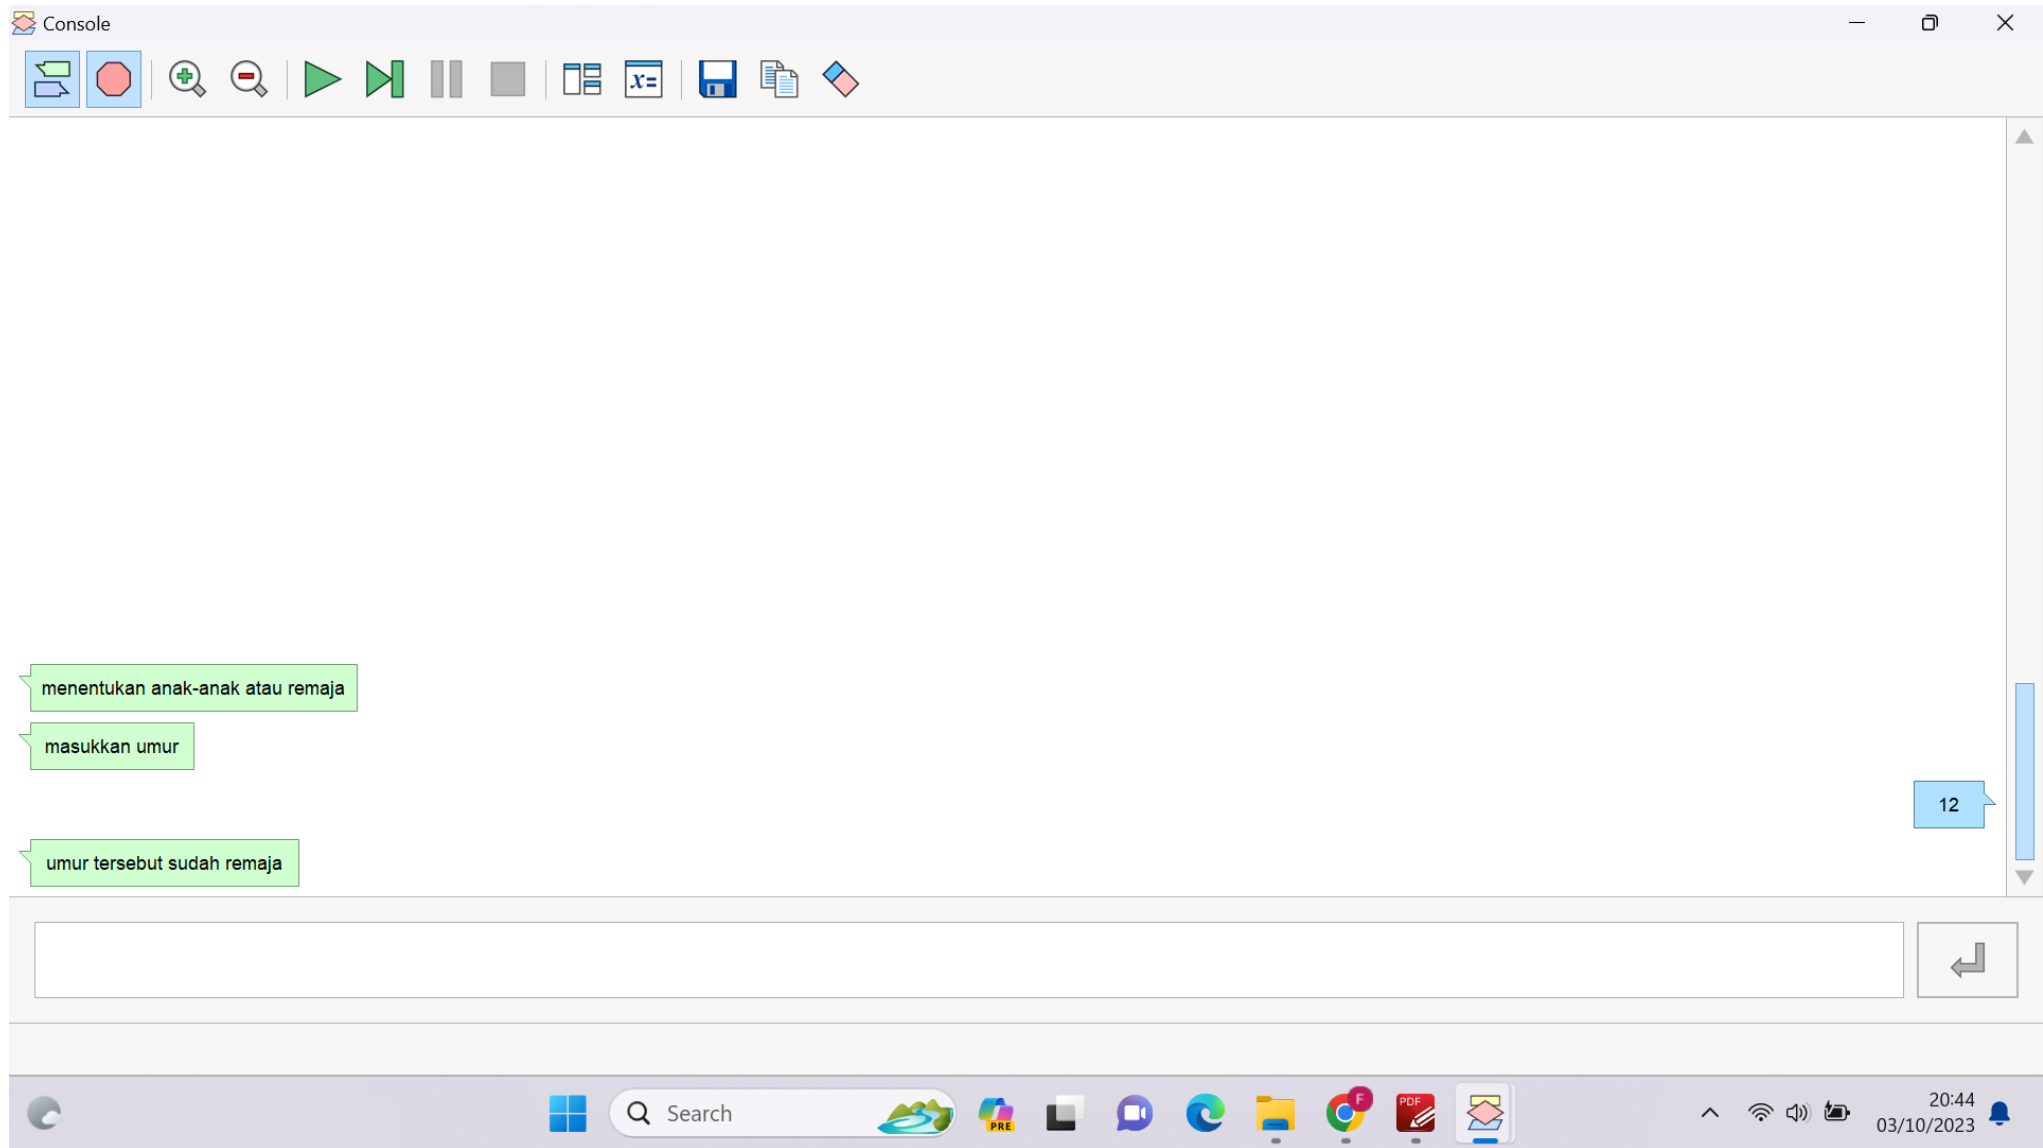 Console
x=
menentukan anak-anak atau remaja
masukkan umur
12
umur tersebut sudah remaja
Search
PRE
F
PDF
20:44
03/10/2023